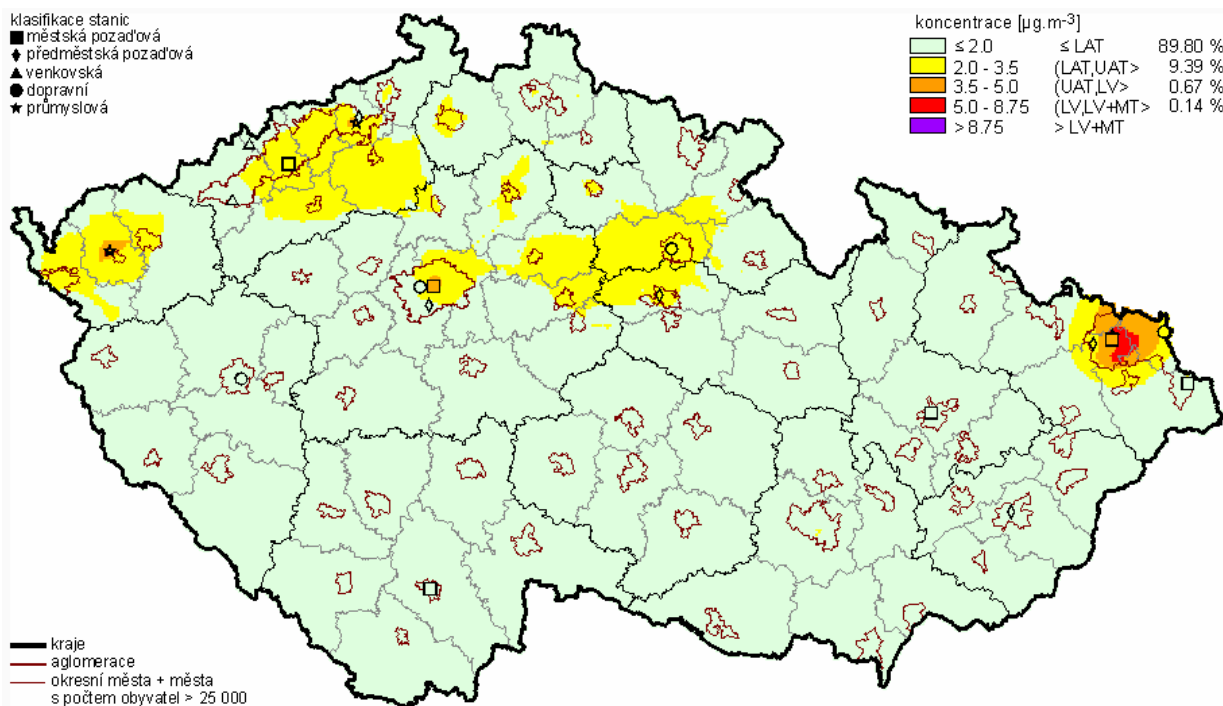 klasifikace stanic
městská pozaďová
předměstská pozaďová
venkovská
dopravní
průmyslová
koncentrace [µg.m-3]
≤ 2.0 ≤ LAT 89.80 %
2.0 - 3.5 (LAT,UAT> 9.39 %
3.5 - 5.0 (UAT,LV> 0.67 %
5.0 - 8.75 (LV,LV+MT> 0.14 %
> 8.75 > LV+MT
kraje
aglomerace
okresní města + města
s počtem obyvatel > 25 000